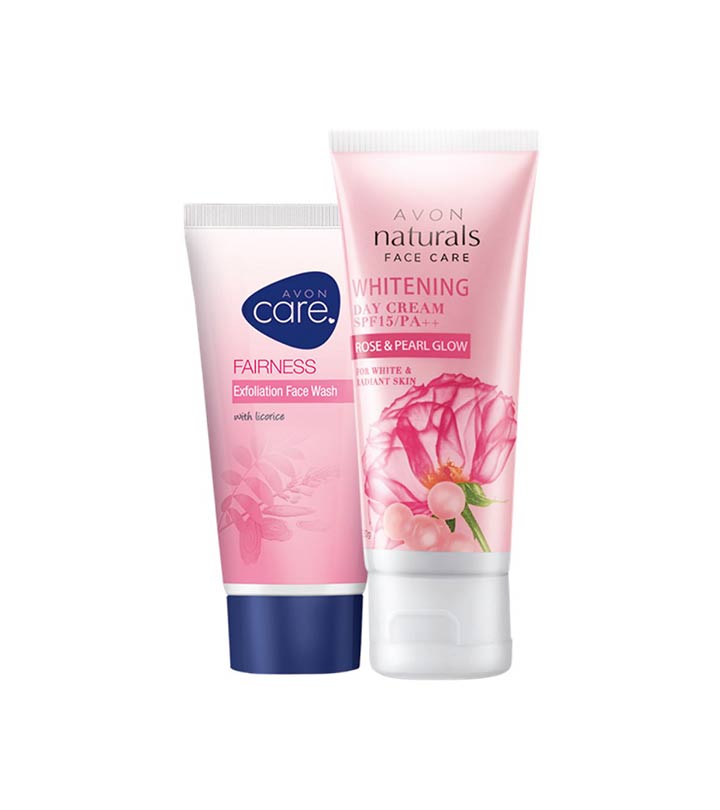 AVON
care
FAIRNESS
Exfoliation Face Wash
with licorice
AVON
naturals
FACE CARE
WHITENING
DAY CREAM
SPF15/PA++
ROSE & PEARL GLOW
FOR WHITE &
RADIANT SKIN